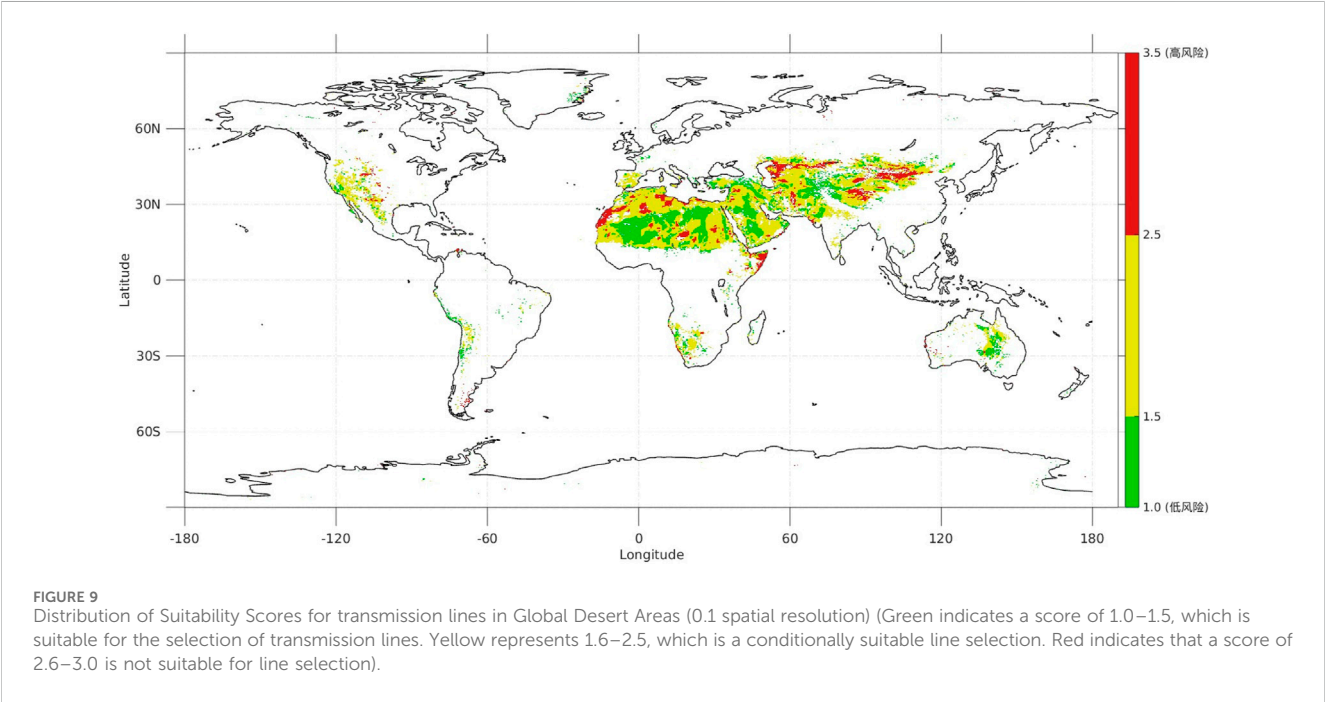 3.5 (高风险)
60N
30N
2.5
Latitude
0
30S
1.5
60S
1.0 (低风险)
-180 -120 -60 0 60 120 180
Longitude
FIGURE 9
Distribution of Suitability Scores for transmission lines in Global Desert Areas (0.1 spatial resolution) (Green indicates a score of 1.0–1.5, which is
suitable for the selection of transmission lines. Yellow represents 1.6–2.5, which is a conditionally suitable line selection. Red indicates that a score of
2.6–3.0 is not suitable for line selection).